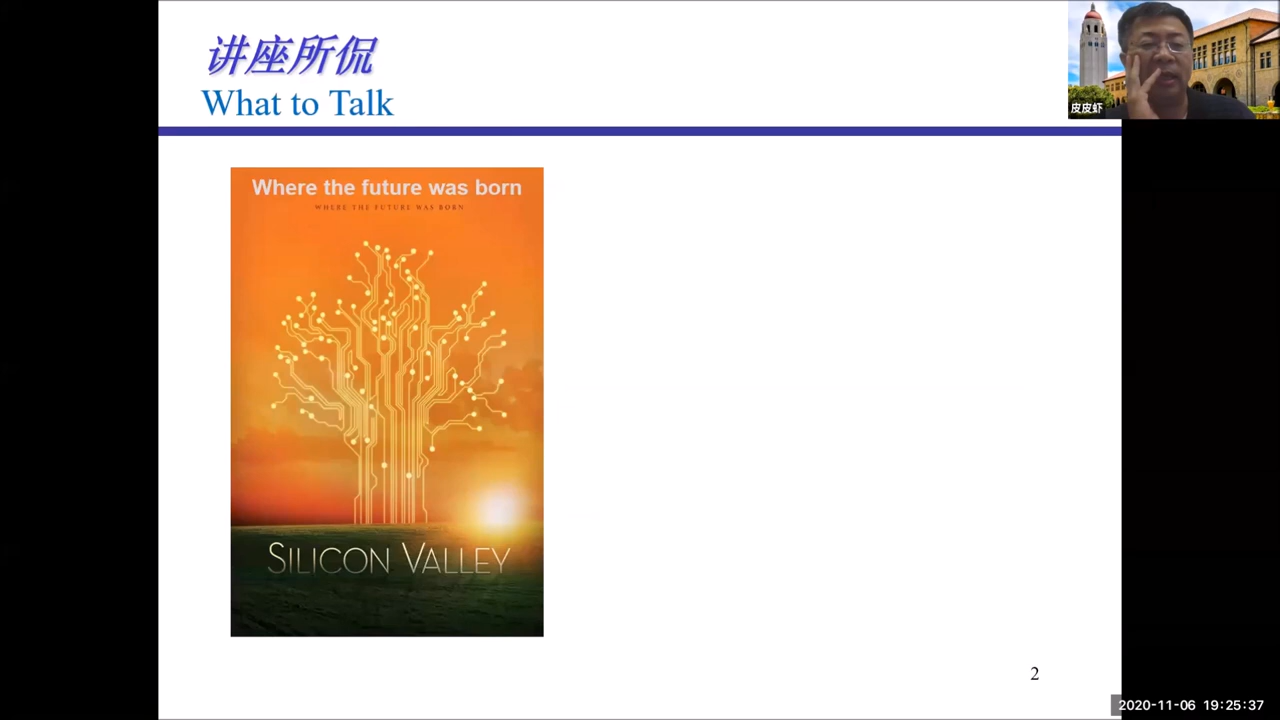 讲座所侃
What to Talk
皮皮虾
Where the future was born
WHERE THE FUTURE WAS BORN
SILICON VALLEY
2
2020-11-06 19:25:37